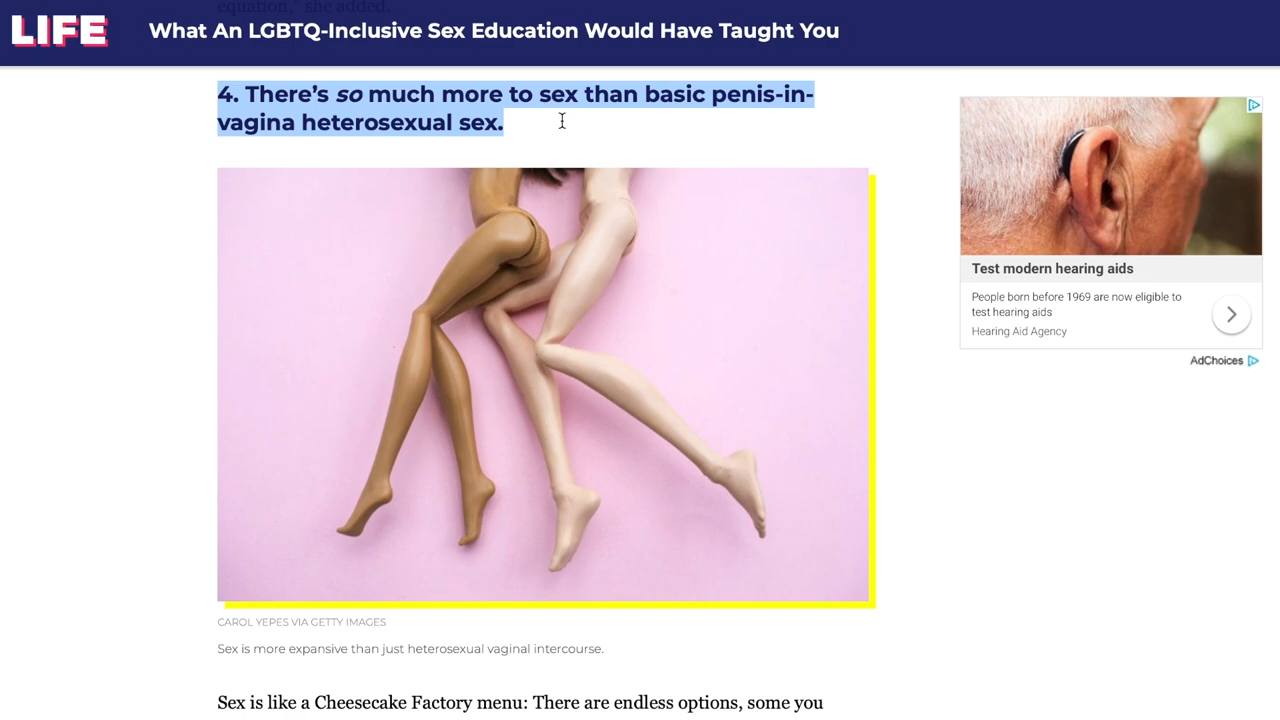 equation," she added.
LIFE
What An LGBTQ-Inclusive Sex Education Would Have Taught You
4. There's so much more to sex than basic penis-in-
vagina heterosexual sex.
CAROL YEPES VIA GETTY IMAGES
Sex is more expansive than just heterosexual vaginal intercourse.
Sex is like a Cheesecake Factory menu: There are endless options, some you
Test modern hearing aids
People born before 1969 are now eligible to
test hearing aids
Hearing Aid Agency
AdChoices